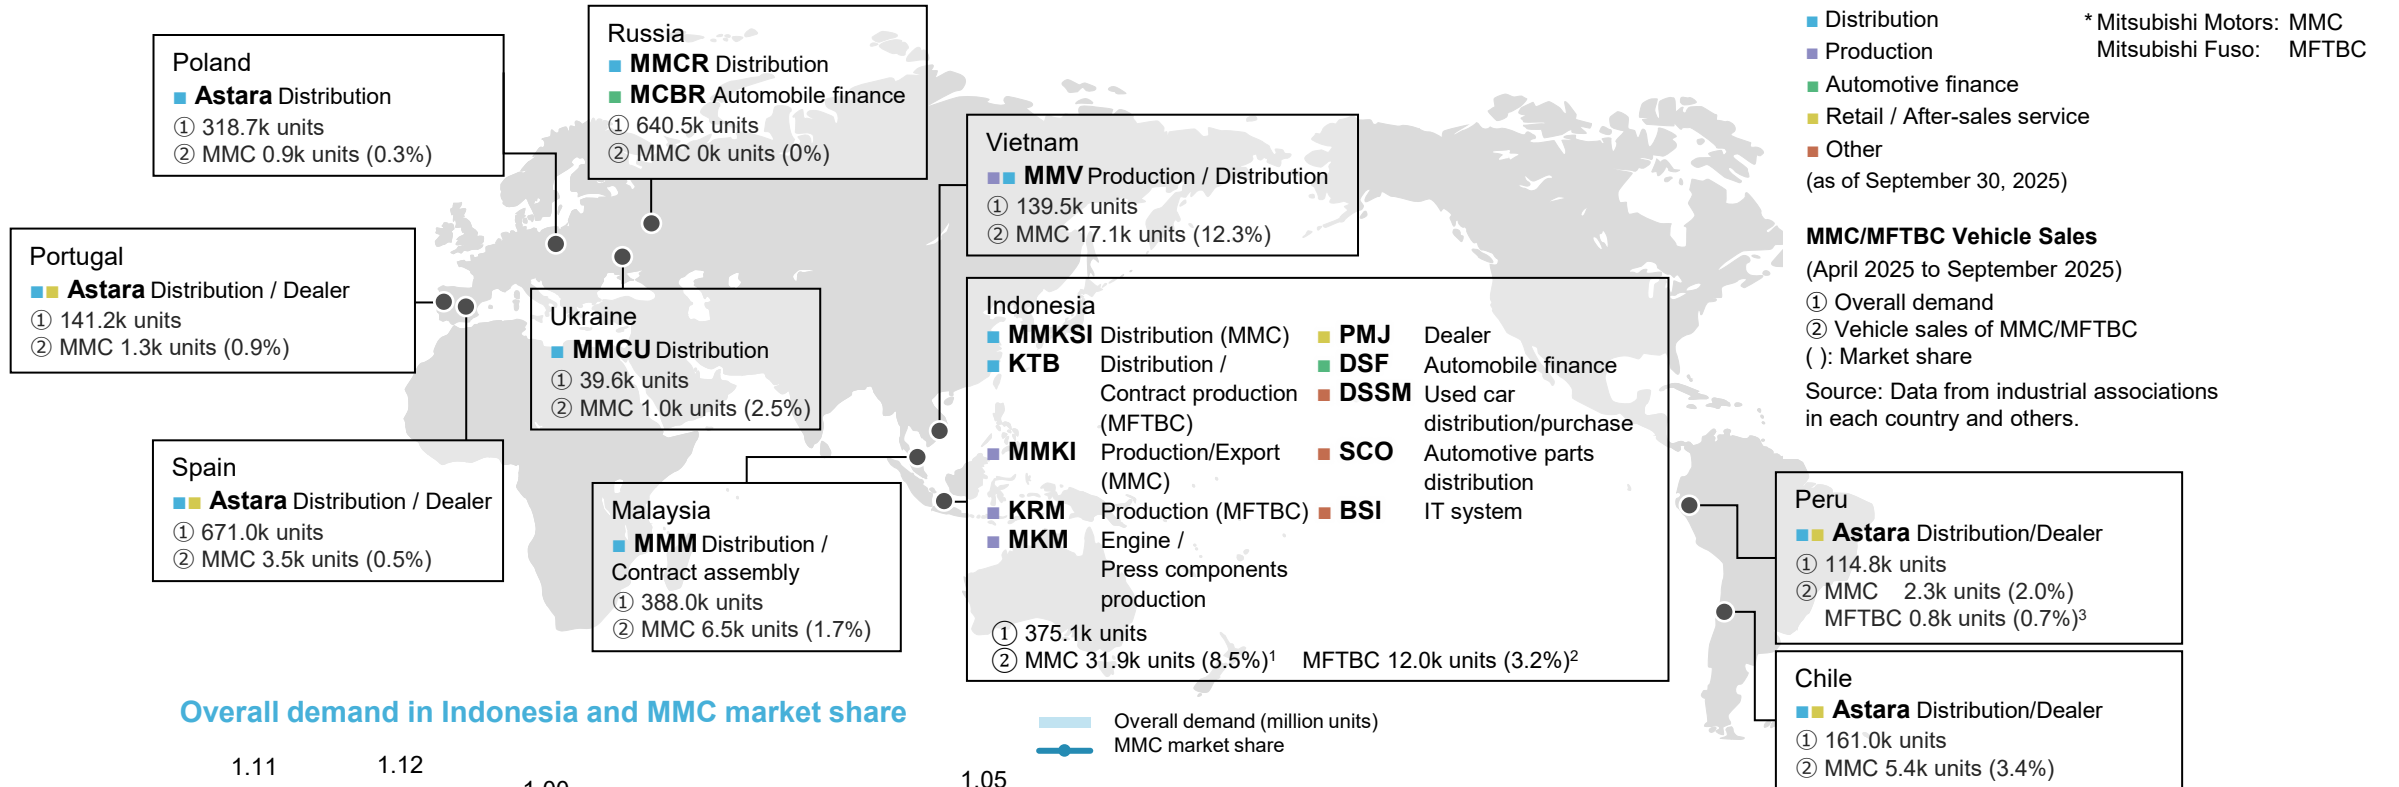 Poland
■ Astara Distribution
① 318.7k units
② MMC 0.9k units (0.3%)
Russia
■ MMCR Distribution
■ MCBR Automobile finance
① 640.5k units
② MMC 0k units (0%)
■ Distribution
■ Production
■ Automotive finance
■ Retail / After-sales service
■ Other
(as of September 30, 2025)
* Mitsubishi Motors: MMC
Mitsubishi Fuso: MFTBC
Vietnam
■■ MMV Production / Distribution
① 139.5k units
② MMC 17.1k units (12.3%)
MMC/MFTBC Vehicle Sales
(April 2025 to September 2025)
① Overall demand
② Vehicle sales of MMC/MFTBC
( ): Market share
Source: Data from industrial associations
in each country and others.
Portugal
■■ Astara Distribution / Dealer
① 141.2k units
② MMC 1.3k units (0.9%)
Ukraine
■ MMCU Distribution
① 39.6k units
② MMC 1.0k units (2.5%)
Indonesia
■ MMKSI Distribution (MMC)
■ KTB Distribution /
Contract production
(MFTBC)
■ MMKI Production/Export
(MMC)
■ KRM Production (MFTBC)
■ MKM Engine /
Press components
production
■ PMJ Dealer
■ DSF Automobile finance
■ DSSM Used car
distribution/purchase
■ SCO Automotive parts
distribution
■ BSI IT system
① 375.1k units
② MMC 31.9k units (8.5%)¹ MFTBC 12.0k units (3.2%)²
Spain
■■ Astara Distribution / Dealer
① 671.0k units
② MMC 3.5k units (0.5%)
Malaysia
■ MMM Distribution /
Contract assembly
① 388.0k units
② MMC 6.5k units (1.7%)
Peru
■■ Astara Distribution/Dealer
① 114.8k units
② MMC 2.3k units (2.0%)
MFTBC 0.8k units (0.7%)³
Chile
■■ Astara Distribution/Dealer
① 161.0k units
② MMC 5.4k units (3.4%)
Overall demand in Indonesia and MMC market share
Overall demand (million units)
MMC market share
1.11
1.12
1.05